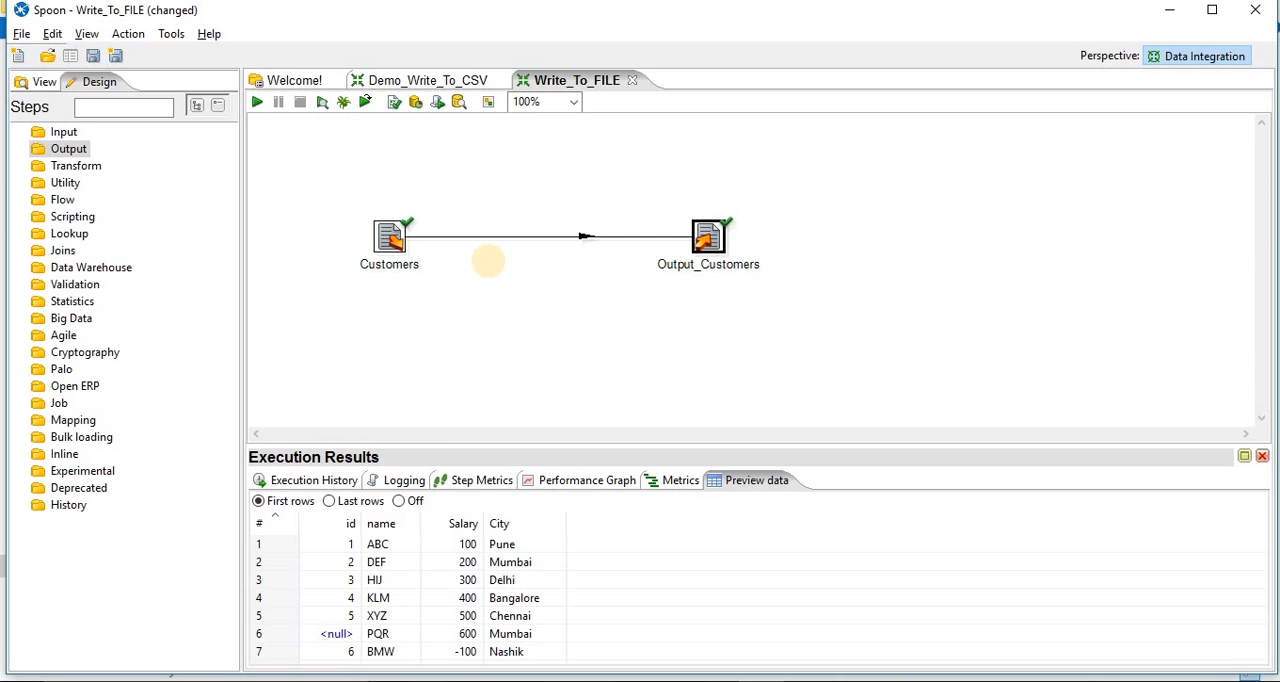 Spoon - Write_To_FILE (changed)
File Edit View Action Tools Help
Perspective: Data Integration
View Design
Welcome! Demo_Write_To_CSV Write_To_FILE
Steps
100%
Input
Output
Transform
Utility
Flow
Scripting
Lookup
Joins
Data Warehouse
Validation
Statistics
Big Data
Agile
Cryptography
Palo
Open ERP
Job
Mapping
Bulk loading
Inline
Experimental
Deprecated
History
Customers Output_Customers
Execution Results
Execution History Logging Step Metrics Performance Graph Metrics Preview data
First rows Last rows Off
# id name Salary City
1 1 ABC 100 Pune
2 2 DEF 200 Mumbai
3 3 HIJ 300 Delhi
4 4 KLM 400 Bangalore
5 5 XYZ 500 Chennai
6 <null> PQR 600 Mumbai
7 6 BMW -100 Nashik